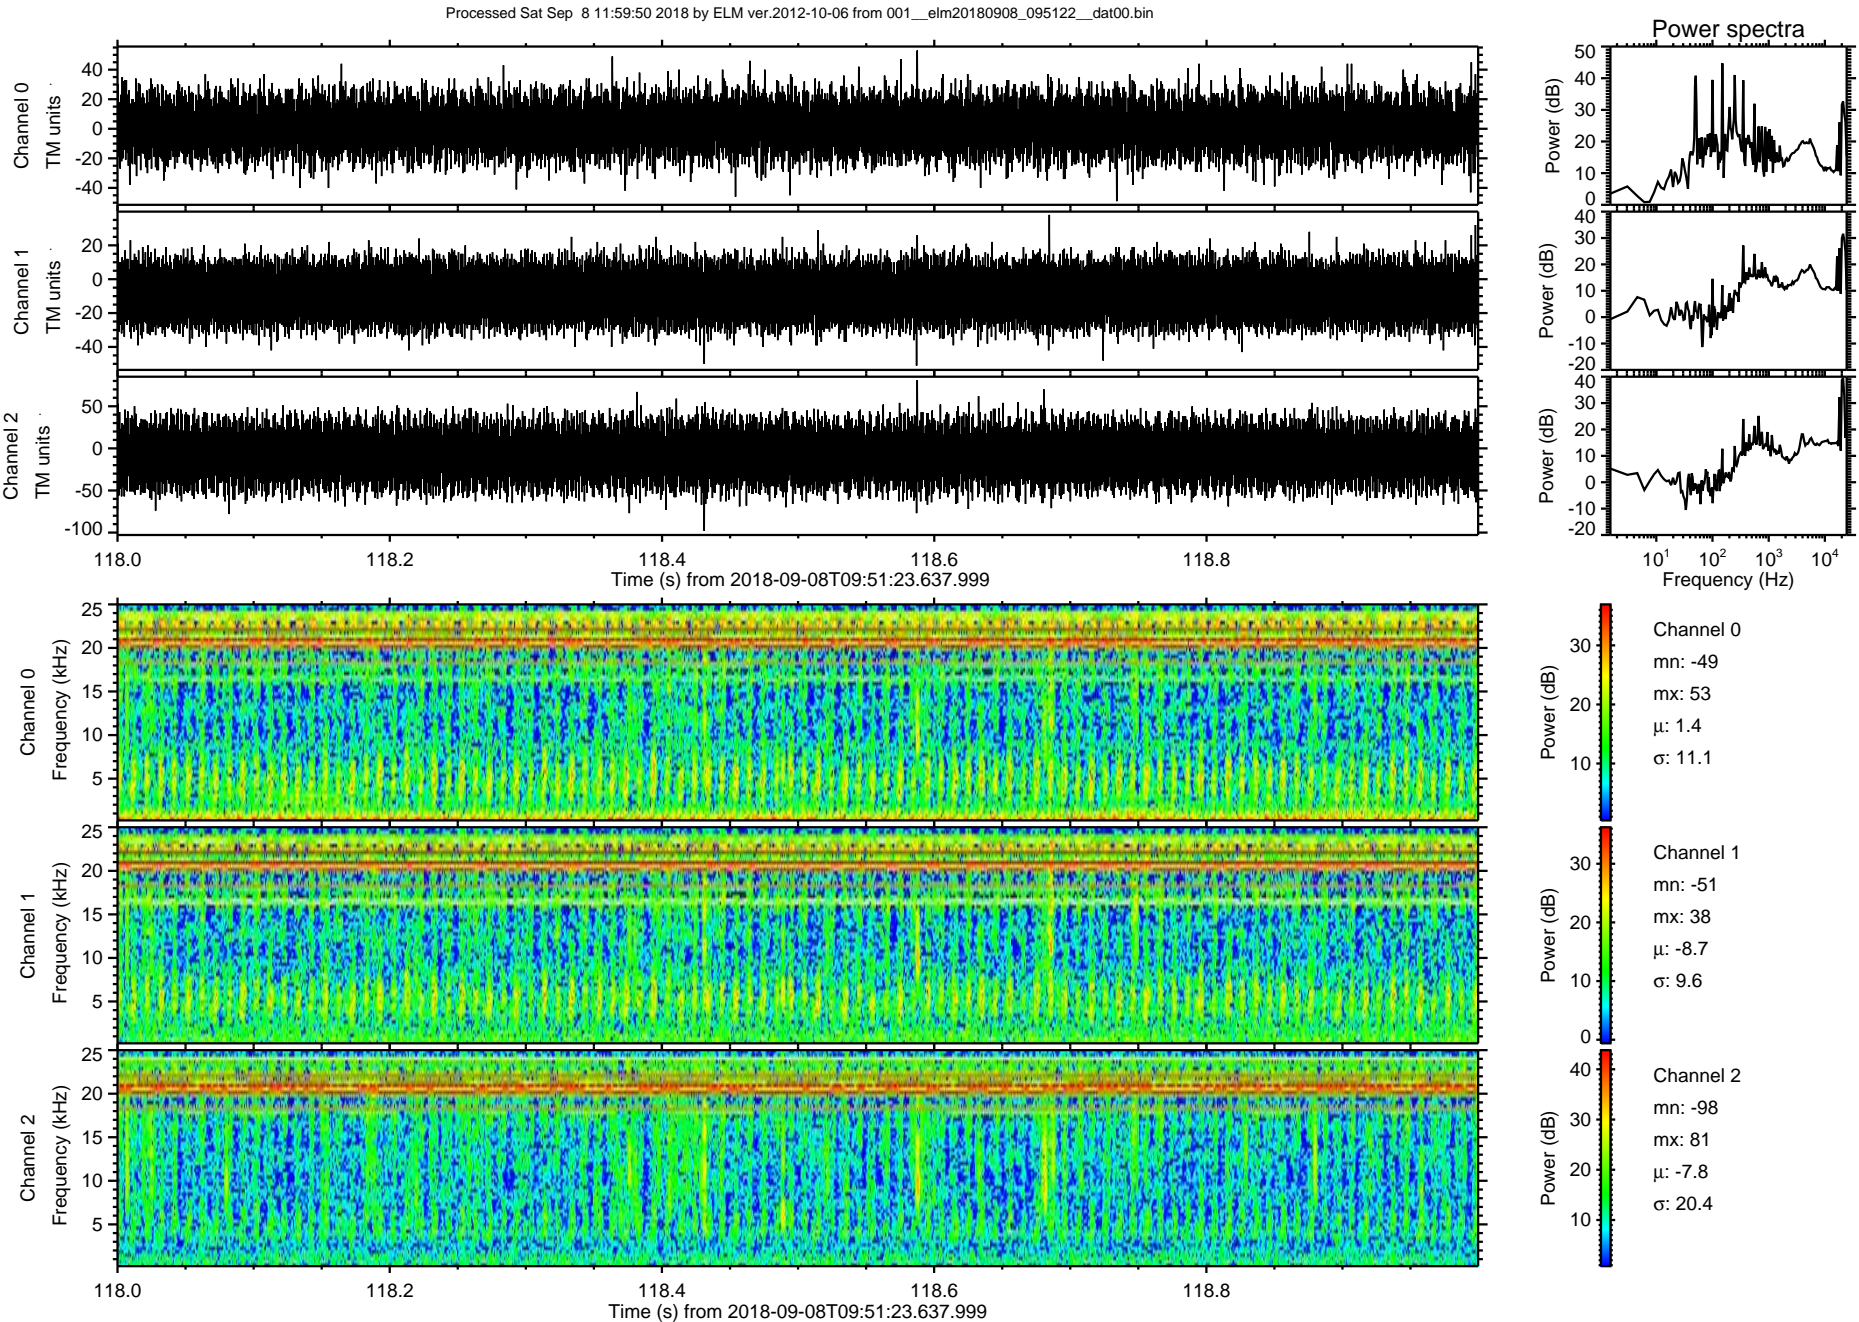 Processed Sat Sep 8 11:59:50 2018 by ELM ver.2012-10-06 from 001__elm20180908_095122__dat00.bin
Power spectra
Channel 0
TM units
40
20
0
-20
-40
Power (dB)
50
40
30
20
10
0
Channel 1
TM units
20
0
-20
-40
Power (dB)
40
30
20
10
0
-10
-20
Channel 2
TM units
50
0
-50
-100
Power (dB)
40
30
20
10
0
-10
-20
118.0 118.2 118.4 118.6 118.8
Time (s) from 2018-09-08T09:51:23.637.999
10^1 10^2 10^3 10^4
Frequency (Hz)
Channel 0
Frequency (kHz)
25
20
15
10
5
Power (dB)
30
20
10
Channel 0
mn: -49
mx: 53
μ: 1.4
σ: 11.1
Channel 1
Frequency (kHz)
25
20
15
10
5
Power (dB)
30
20
10
0
Channel 1
mn: -51
mx: 38
μ: -8.7
σ: 9.6
Channel 2
Frequency (kHz)
25
20
15
10
5
Power (dB)
40
30
20
10
Channel 2
mn: -98
mx: 81
μ: -7.8
σ: 20.4
118.0 118.2 118.4 118.6 118.8
Time (s) from 2018-09-08T09:51:23.637.999